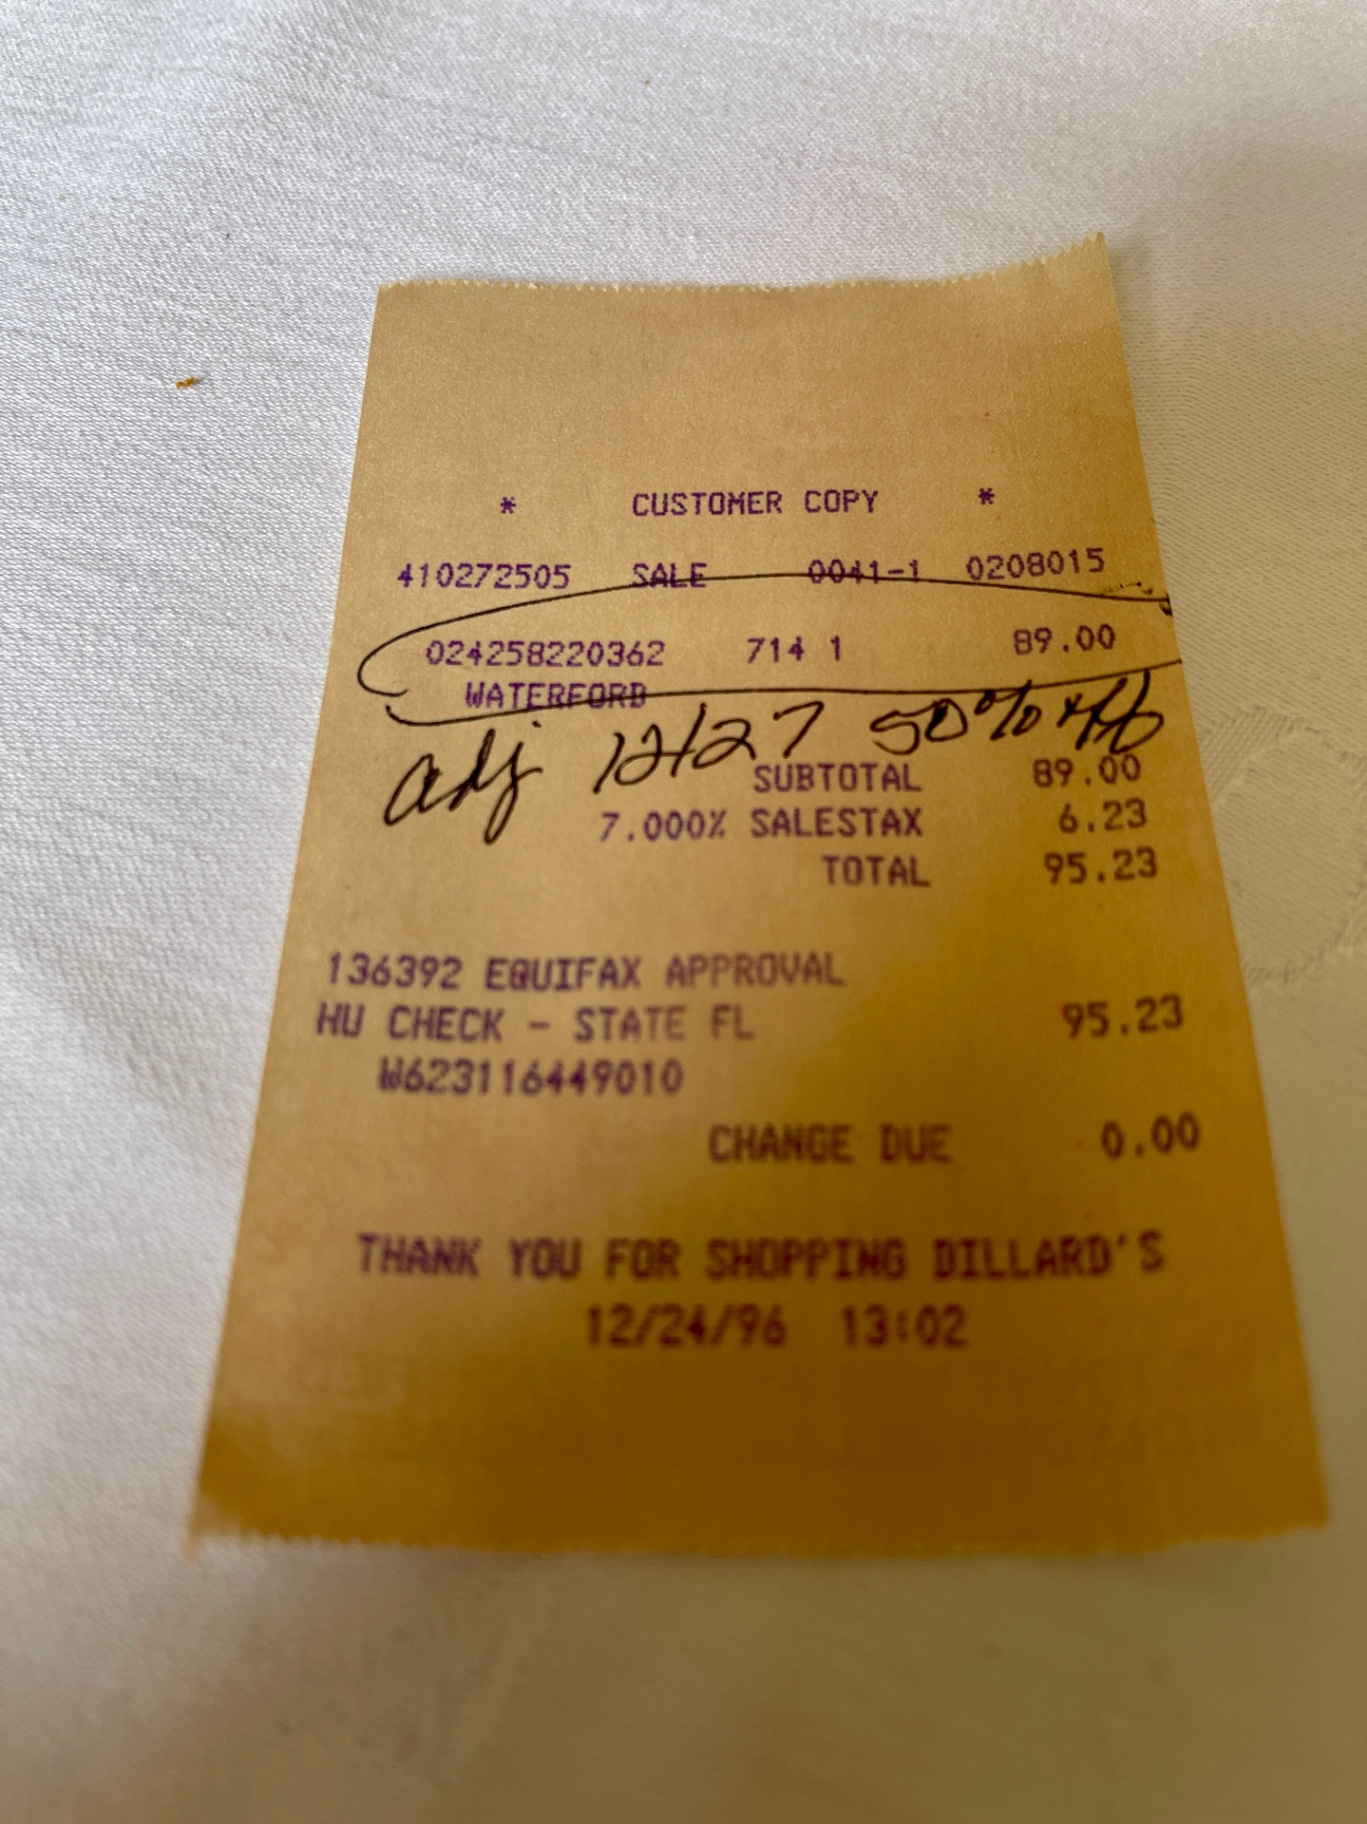 * CUSTOMER COPY *
410272505 SALE 0041-1 0208015
024258220362 714 1 89.00
WATERFORD
adj 12/27 50% off
SUBTOTAL 89.00
7.000% SALESTAX 6.23
TOTAL 95.23
136392 EQUIFAX APPROVAL
HU CHECK - STATE FL 95.23
W623116449010
CHANGE DUE 0.00
THANK YOU FOR SHOPPING DILLARD'S
12/24/96 13:02